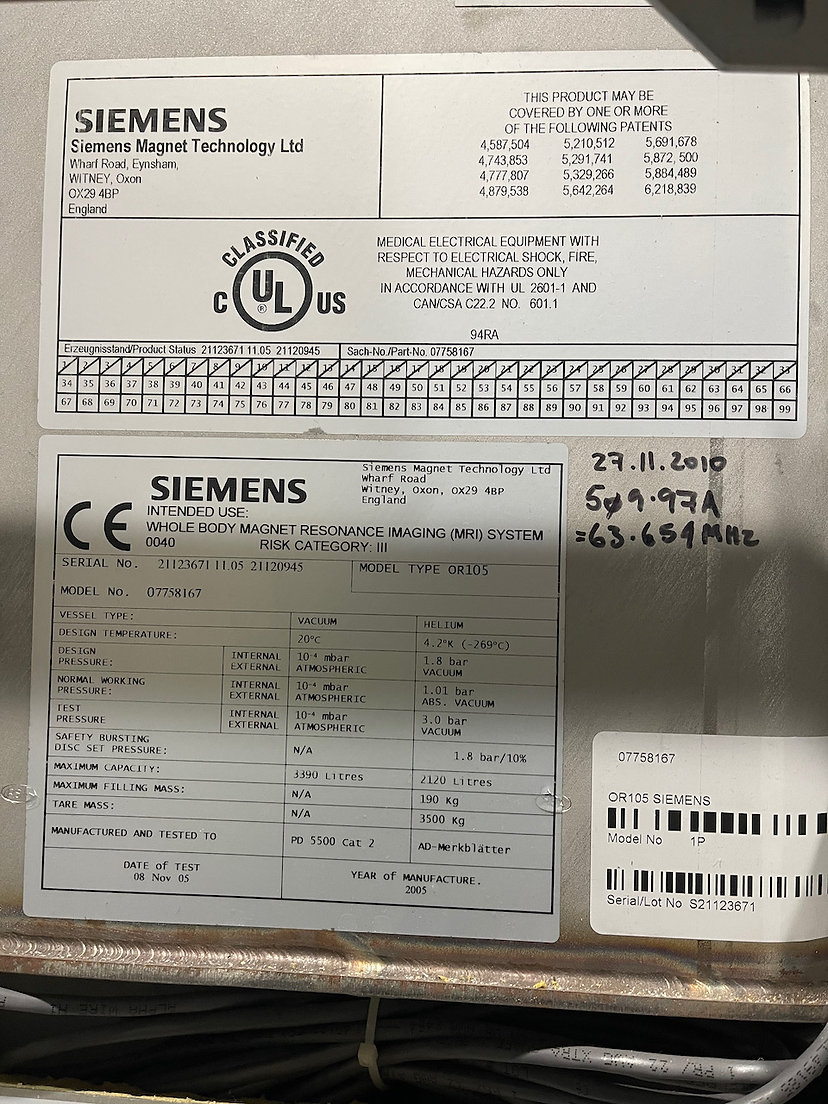 SIEMENS
Siemens Magnet Technology Ltd
Wharf Road, Eynsham,
WITNEY, Oxon
OX29 4BP
England
THIS PRODUCT MAY BE
COVERED BY ONE OR MORE
OF THE FOLLOWING PATENTS
4,587,504 5,210,512 5,691,678
4,743,853 5,291,741 5,872,500
4,777,807 5,329,266 5,884,489
4,879,538 5,642,264 6,218,839
CLASSIFIED
C UL ® US
MEDICAL ELECTRICAL EQUIPMENT WITH
RESPECT TO ELECTRICAL SHOCK, FIRE,
MECHANICAL HAZARDS ONLY
IN ACCORDANCE WITH UL 2601-1 AND
CAN/CSA C22.2 NO. 601.1
94RA
Erzeugnisstand/Product Status 21123671 11.05 21120945 Sach-No./Part-No. 07758167
1 2 3 4 5 6 7 8 9 10 11 12 13 14 15 16 17 18 19 20 21 22 23 24 25 26 27 28 29 30 31 32 33
34 35 36 37 38 39 40 41 42 43 44 45 46 47 48 49 50 51 52 53 54 55 56 57 58 59 60 61 62 63 64 65 66
67 68 69 70 71 72 73 74 75 76 77 78 79 80 81 82 83 84 85 86 87 88 89 90 91 92 93 94 95 96 97 98 99
27.11.2010
509.97A
=63.654MHz
SIEMENS
Siemens Magnet Technology Ltd
Wharf Road
Witney, Oxon, OX29 4BP
England
CE
0040
INTENDED USE:
WHOLE BODY MAGNET RESONANCE IMAGING (MRI) SYSTEM
RISK CATEGORY: III
SERIAL No. 21123671 11.05 21120945 MODEL TYPE OR105
MODEL No. 07758167
VESSEL TYPE: VACUUM HELIUM
DESIGN TEMPERATURE: 20°C 4.2°K (-269°C)
DESIGN PRESSURE: INTERNAL 10⁻⁴ mbar 1.8 bar
EXTERNAL ATMOSPHERIC VACUUM
NORMAL WORKING PRESSURE: INTERNAL 10⁻⁴ mbar 1.01 bar
EXTERNAL ATMOSPHERIC ABS. VACUUM
TEST PRESSURE INTERNAL 10⁻⁴ mbar 3.0 bar
EXTERNAL ATMOSPHERIC VACUUM
SAFETY BURSTING
DISC SET PRESSURE: N/A 1.8 bar/10%
MAXIMUM CAPACITY: 3390 Litres 2120 Litres
MAXIMUM FILLING MASS: N/A 190 Kg
TARE MASS: N/A 3500 Kg
MANUFACTURED AND TESTED TO PD 5500 Cat 2 AD-Merkblätter
DATE of TEST
08 Nov 05
YEAR of MANUFACTURE.
2005
07758167
OR105 SIEMENS
Model No 1P
Serial/Lot No S21123671